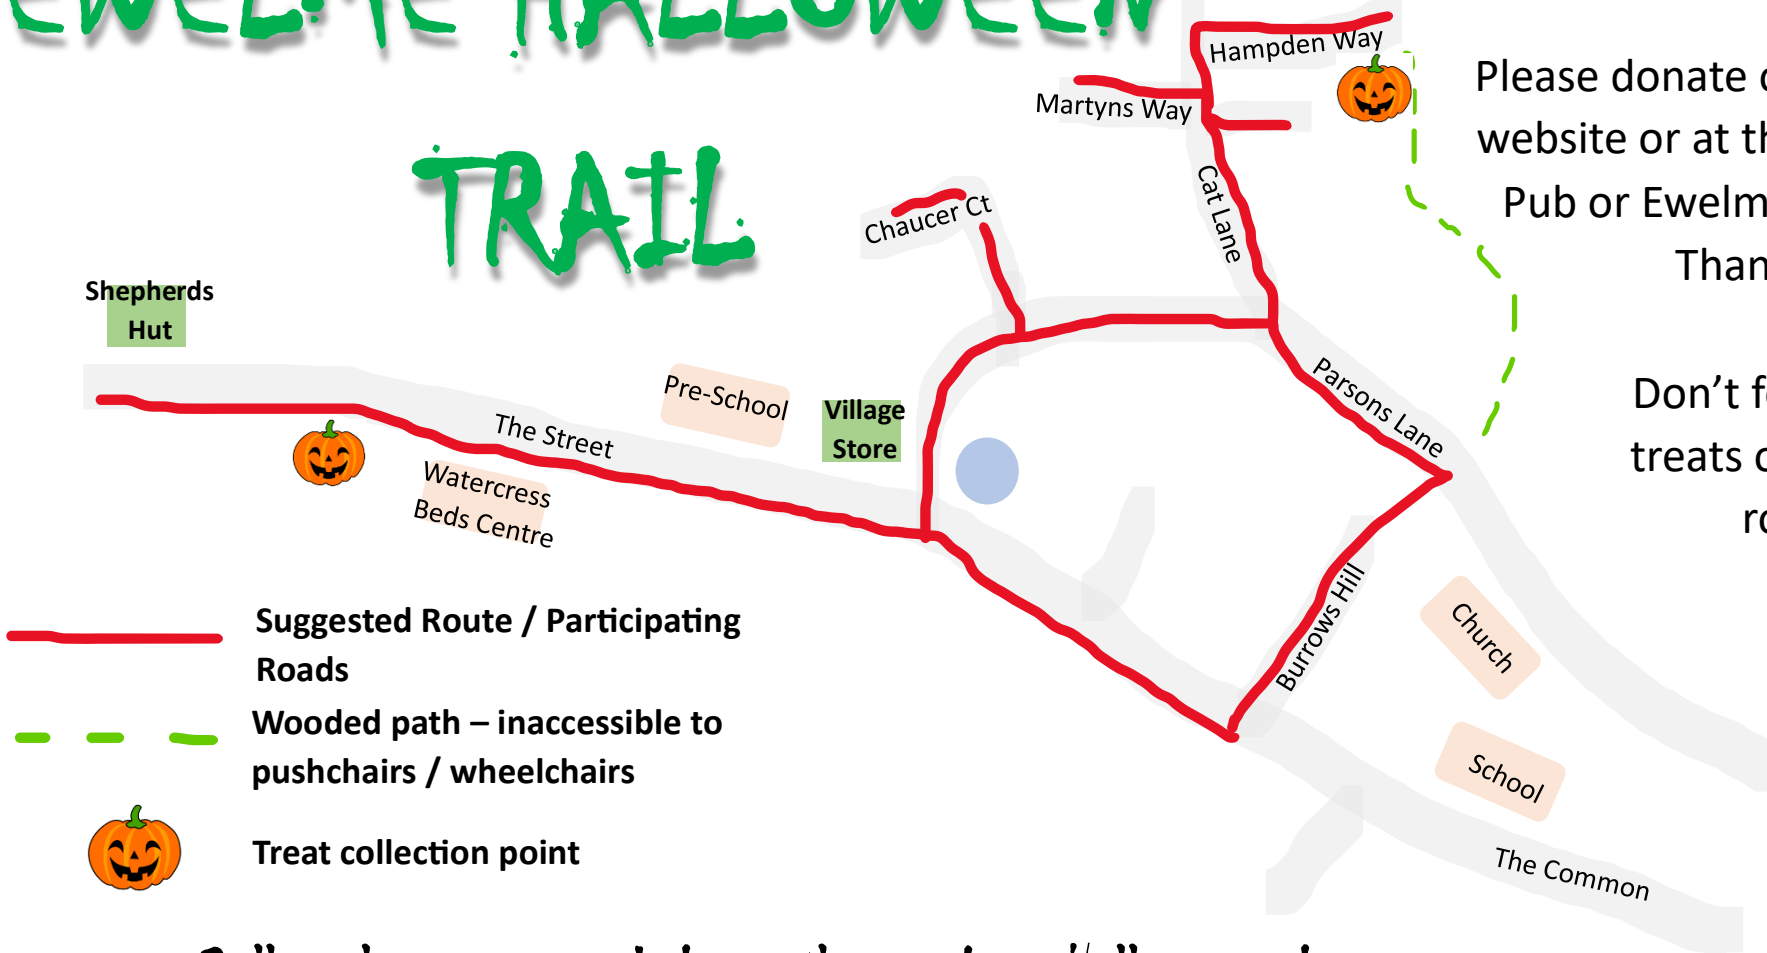 EWELME HALLOWEEN
TRAIL
Hampden Way
Martyns Way
Cat Lane
Chaucer Ct
Please donate
website or at
Pub or
Don't
treats
Shepherds
Hut
Pre-School
Village
Store
The Street
Watercress
Beds Centre
Parsons Lane
Burrows Hill
Church
School
The Common
Suggested Route / Participating
Roads
Wooded path – inaccessible to
pushchairs / wheelchairs
Treat collection point